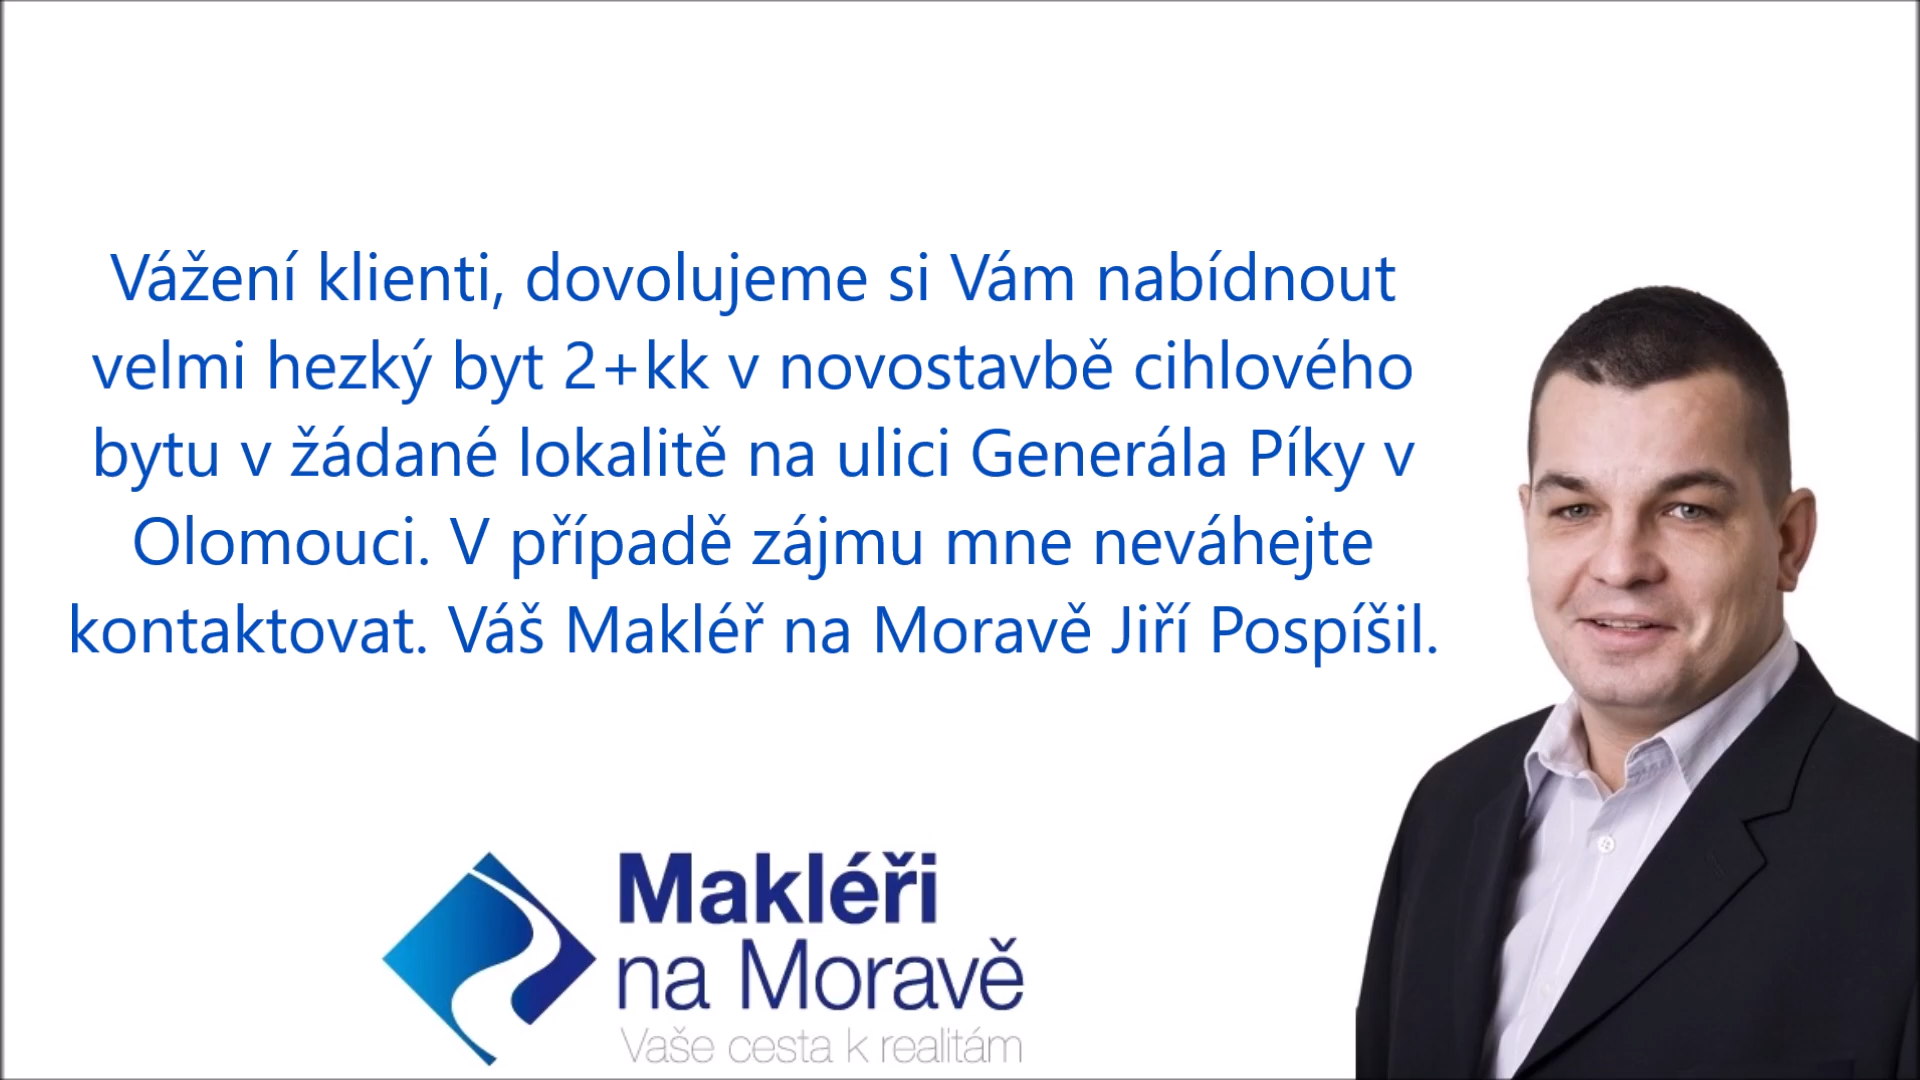 Vážení klienti, dovolujeme si Vám nabídnout
velmi hezký byt 2+kk v novostavbě cihlového
bytu v žádané lokalitě na ulici Generála Píky v
Olomouci. V případě zájmu mne neváhejte
kontaktovat. Váš Makléř na Moravě Jiří Pospíšil.
Makléři
na Moravě
Vaše cesta k realitám